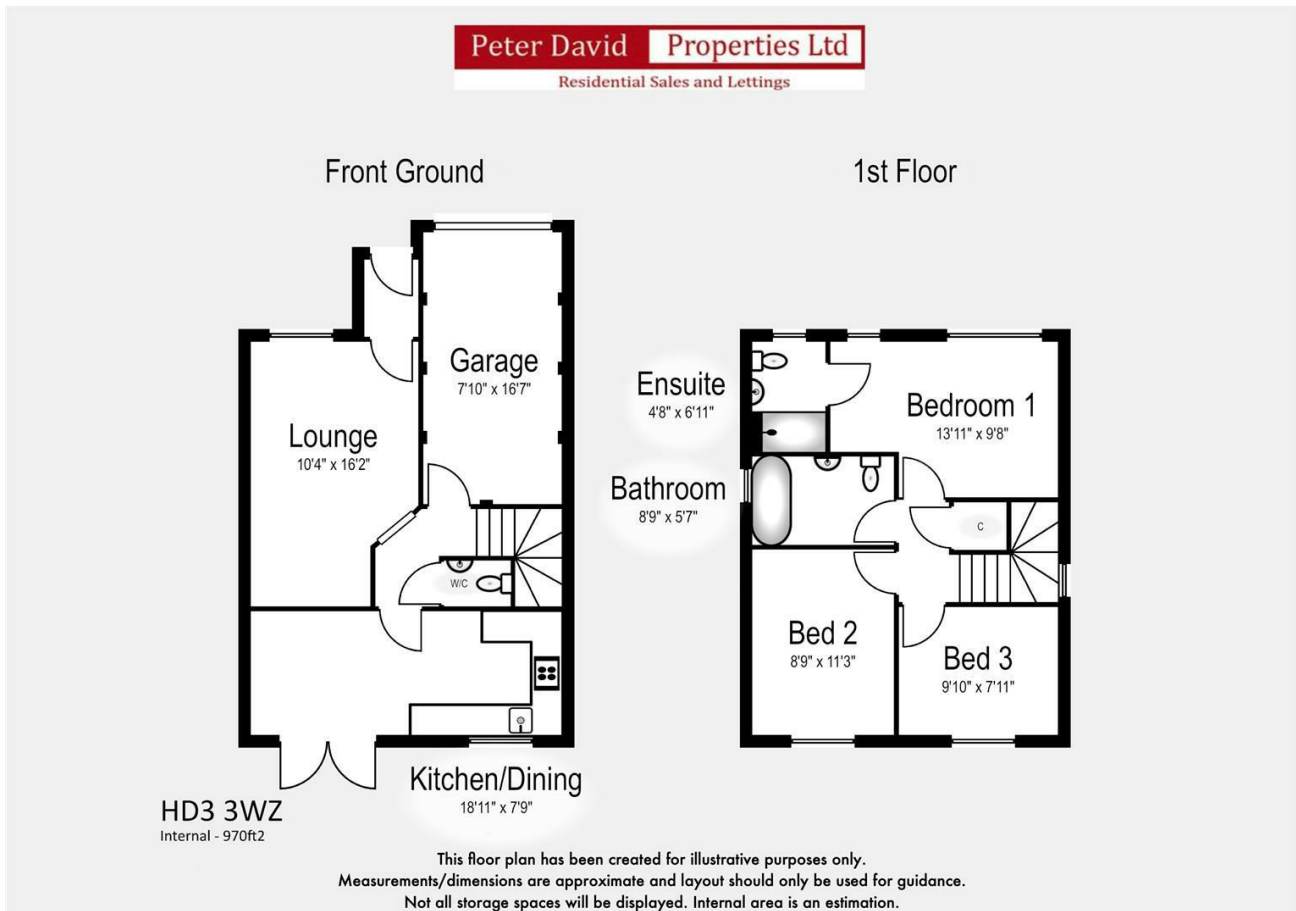 Peter David Properties Ltd
Residential Sales and Lettings
Front Ground
1st Floor
Garage
7'10" x 16'7"
Lounge
10'4" x 16'2"
W/C
Kitchen/Dining
18'11" x 7'9"
Ensuite
4'8" x 6'11"
Bedroom 1
13'11" x 9'8"
Bathroom
8'9" x 5'7"
C
Bed 2
8'9" x 11'3"
Bed 3
9'10" x 7'11"
HD3 3WZ
Internal - 970ft2
This floor plan has been created for illustrative purposes only.
Measurements/dimensions are approximate and layout should only be used for guidance.
Not all storage spaces will be displayed. Internal area is an estimation.